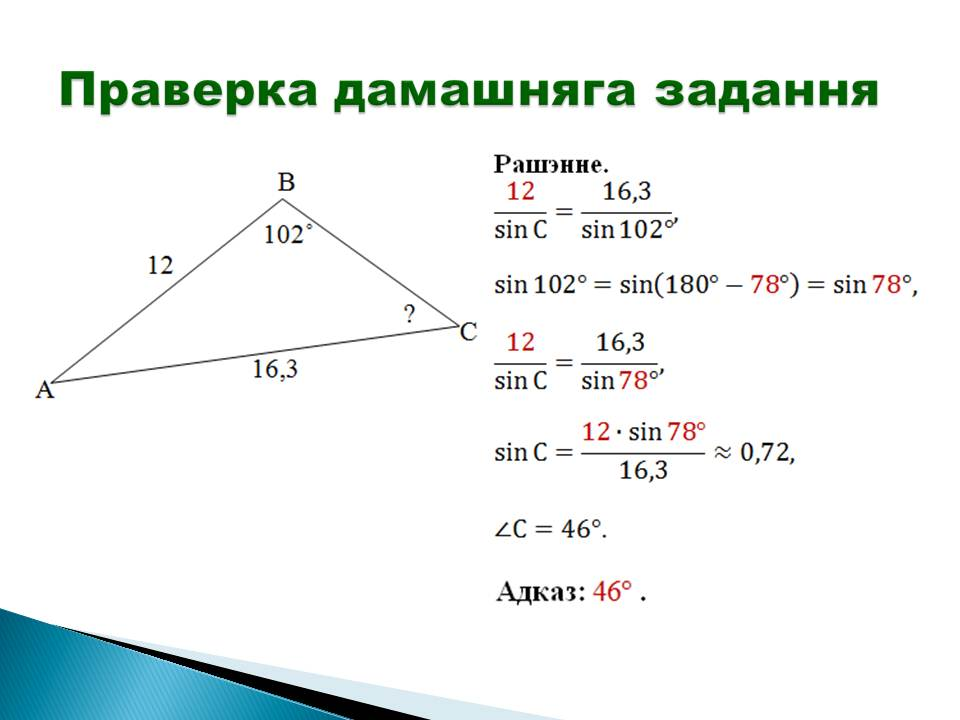 Праверка дамашняга задання
B
102°
12
?
C
16,3
A
Рашэнне.
12/sin C = 16,3/sin 102°,
sin 102° = sin(180° − 78°) = sin 78°,
12/sin C = 16,3/sin 78°,
sin C = 12 · sin 78°/16,3 ≈ 0,72,
∠C = 46°.
Адказ: 46° .